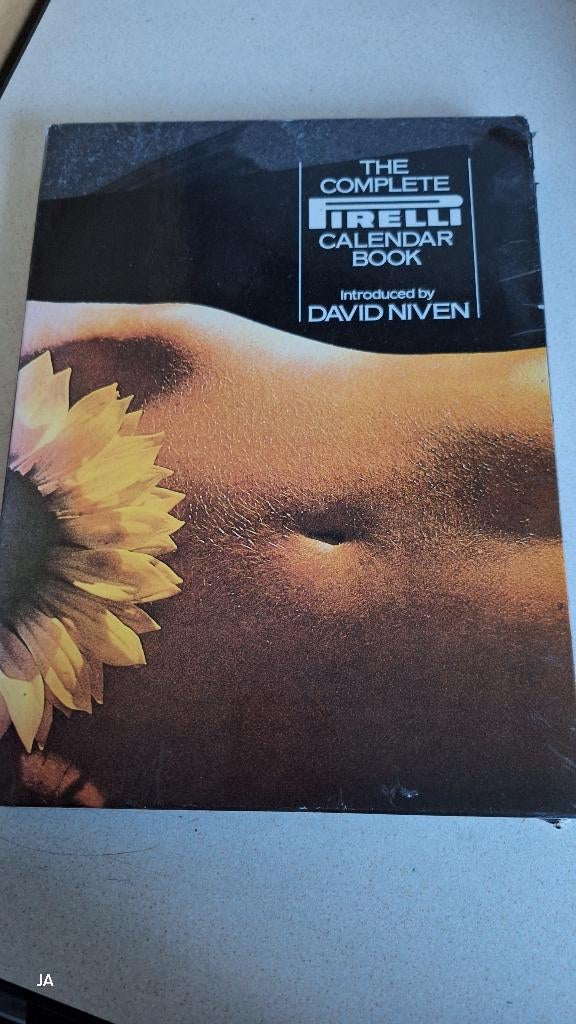 THE
COMPLETE
PIRELLI
CALENDAR
BOOK
Introduced by
DAVID NIVEN
JA